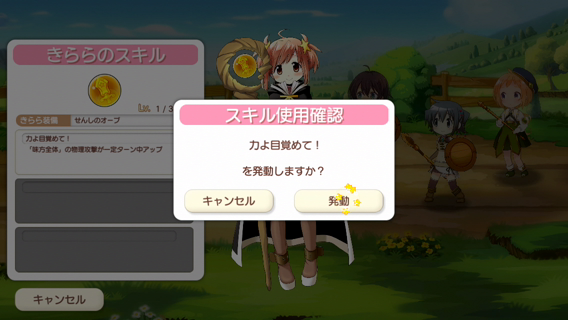 きららのスキル
Lv. 1 / 3
きらら装備 せんしのオーブ
力よ目覚めて！
「味方全体」の物理攻撃が一定ターン中アップ
スキル使用確認
力よ目覚めて！
を発動しますか？
キャンセル
発動
キャンセル